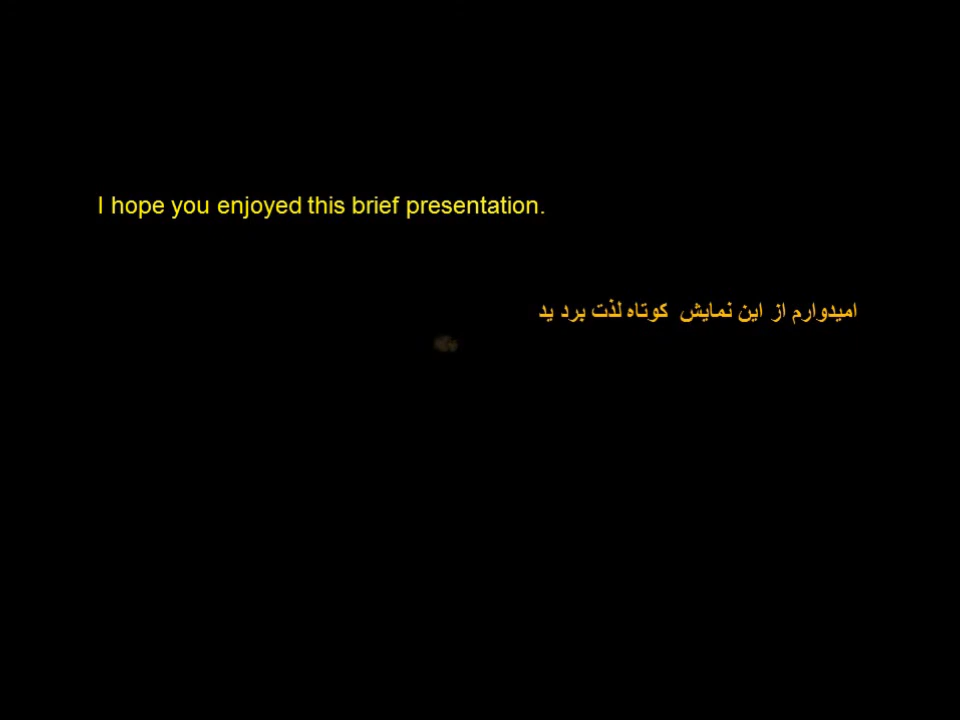 I hope you enjoyed this brief presentation.
امیدوارم از این نمایش کوتاه لذت برد ید